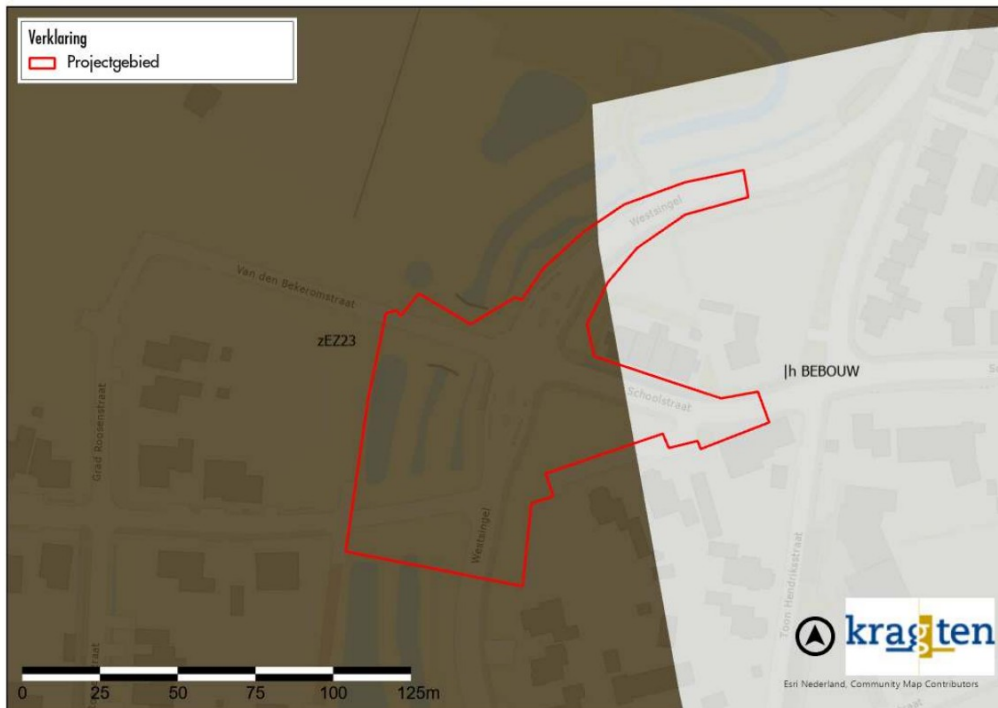 Verklaring
Projectgebied
Westsingel
Van den Bekeromstraat
zEZ23
|h BEBOUW
Schoolstraat
Grad Roosenstraat
Westsingel
Toon Hendriksstraat
0 25 50 75 100 125m
kragten
Esri Nederland, Community Map Contributors